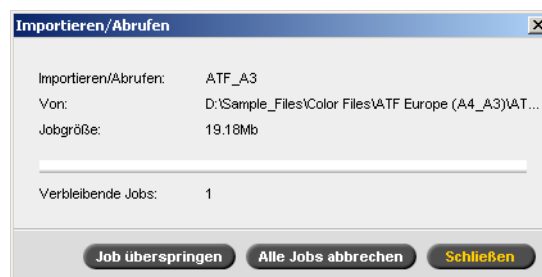 Importieren/Abrufen
Importieren/Abrufen: ATF_A3
Von: D:\Sample_Files\Color Files\ATF Europe (A4_A3)\AT...
Jobgröße: 19.18Mb
Verbleibende Jobs: 1
Job überspringen Alle Jobs abbrechen Schließen